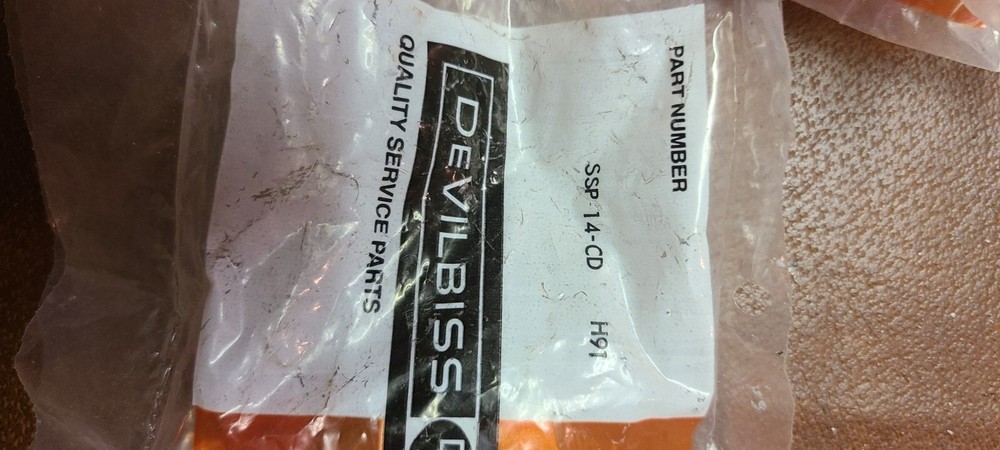 PART NUMBER
SSP 14-CD H91
DEVILBISS
QUALITY SERVICE PARTS